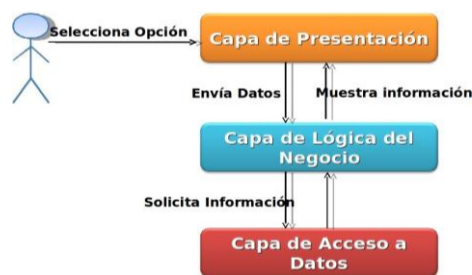 Selecciona Opción
Capa de Presentación
Envía Datos
Muestra información
Capa de Lógica del
Negocio
Solicita Información
Capa de Acceso a
Datos